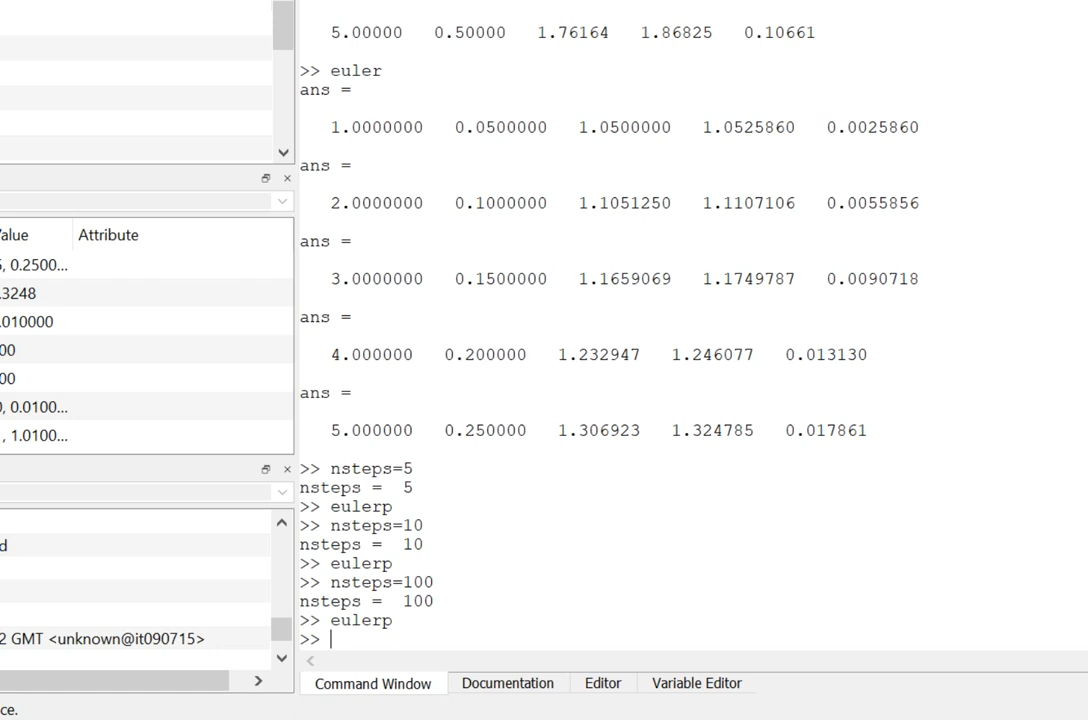 5.00000 0.50000 1.76164 1.86825 0.10661
>> euler
ans =
1.0000000 0.0500000 1.0500000 1.0525860 0.0025860
ans =
2.0000000 0.1000000 1.1051250 1.1107106 0.0055856
ans =
3.0000000 0.1500000 1.1659069 1.1749787 0.0090718
ans =
4.000000 0.200000 1.232947 1.246077 0.013130
ans =
5.000000 0.250000 1.306923 1.324785 0.017861
>> nsteps=5
nsteps = 5
>> eulerp
>> nsteps=10
nsteps = 10
>> eulerp
>> nsteps=100
nsteps = 100
>> eulerp
>>
Attribute
, 0.2500...
.3248
.010000
00
00
, 0.0100...
, 1.0100...
d
2 GMT <unknown@it090715>
ce.
Command Window Documentation Editor Variable Editor